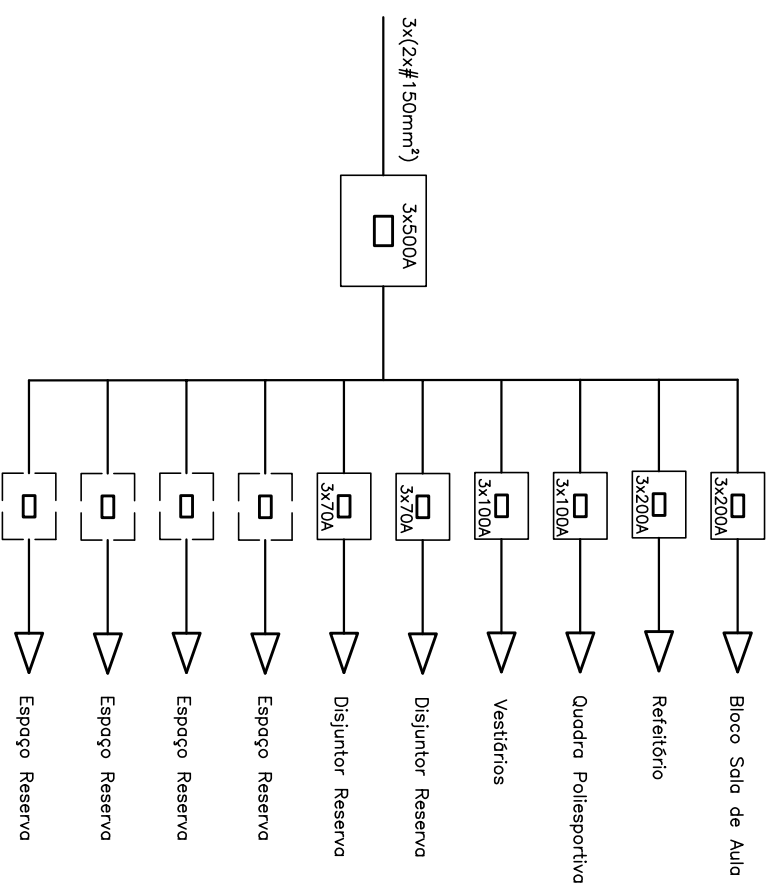 3x(2x#150mm²)
3x500A
3x200A
Bloco Sala de Aula
3x200A
Refeitório
3x100A
Quadra Poliesportiva
3x100A
Vestiários
3x70A
Disjuntor Reserva
3x70A
Disjuntor Reserva
Espaço Reserva
Espaço Reserva
Espaço Reserva
Espaço Reserva